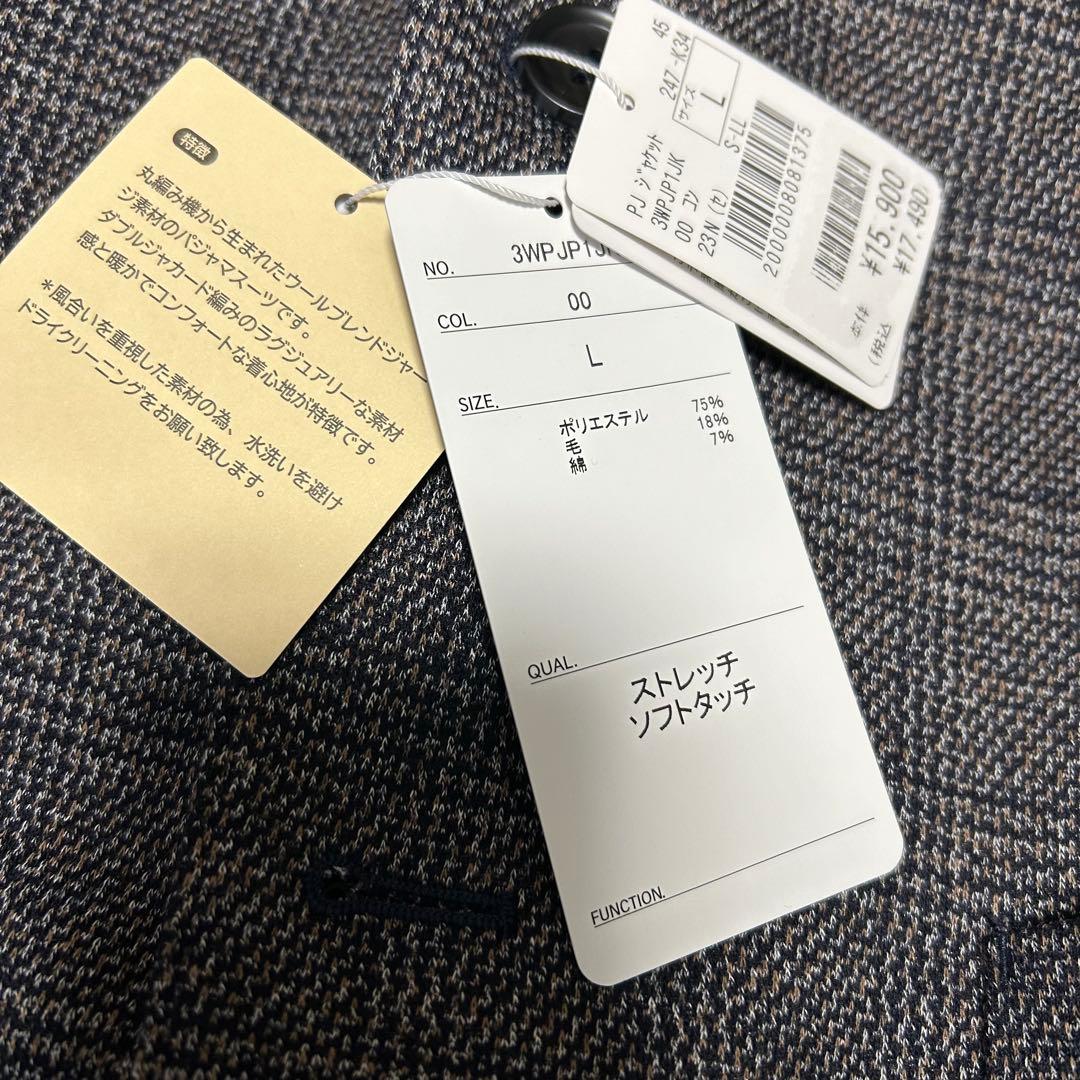 特徴
丸編み機から生まれたウールブレンドジャー
ジ素材のパジャマスーツです。
ダブルジャカード編みのラグジュアリーな素材
感と暖かでコンフォートな着心地が特徴です。
*風合いを重視した素材の為、水洗いを避け
ドライクリーニングをお願い致します。
NO. 3WPJP1J
COL. 00
SIZE. L
ポリエステル 75%
毛 18%
綿 7%
QUAL.
ストレッチ
ソフトタッチ
FUNCTION.
45
247-K34
サイズ
L
S-LL
PJ ジャケット
3WPJP1JK
00 コン
23N(セ)
2000008081375
¥15,900
¥17,490
(税込